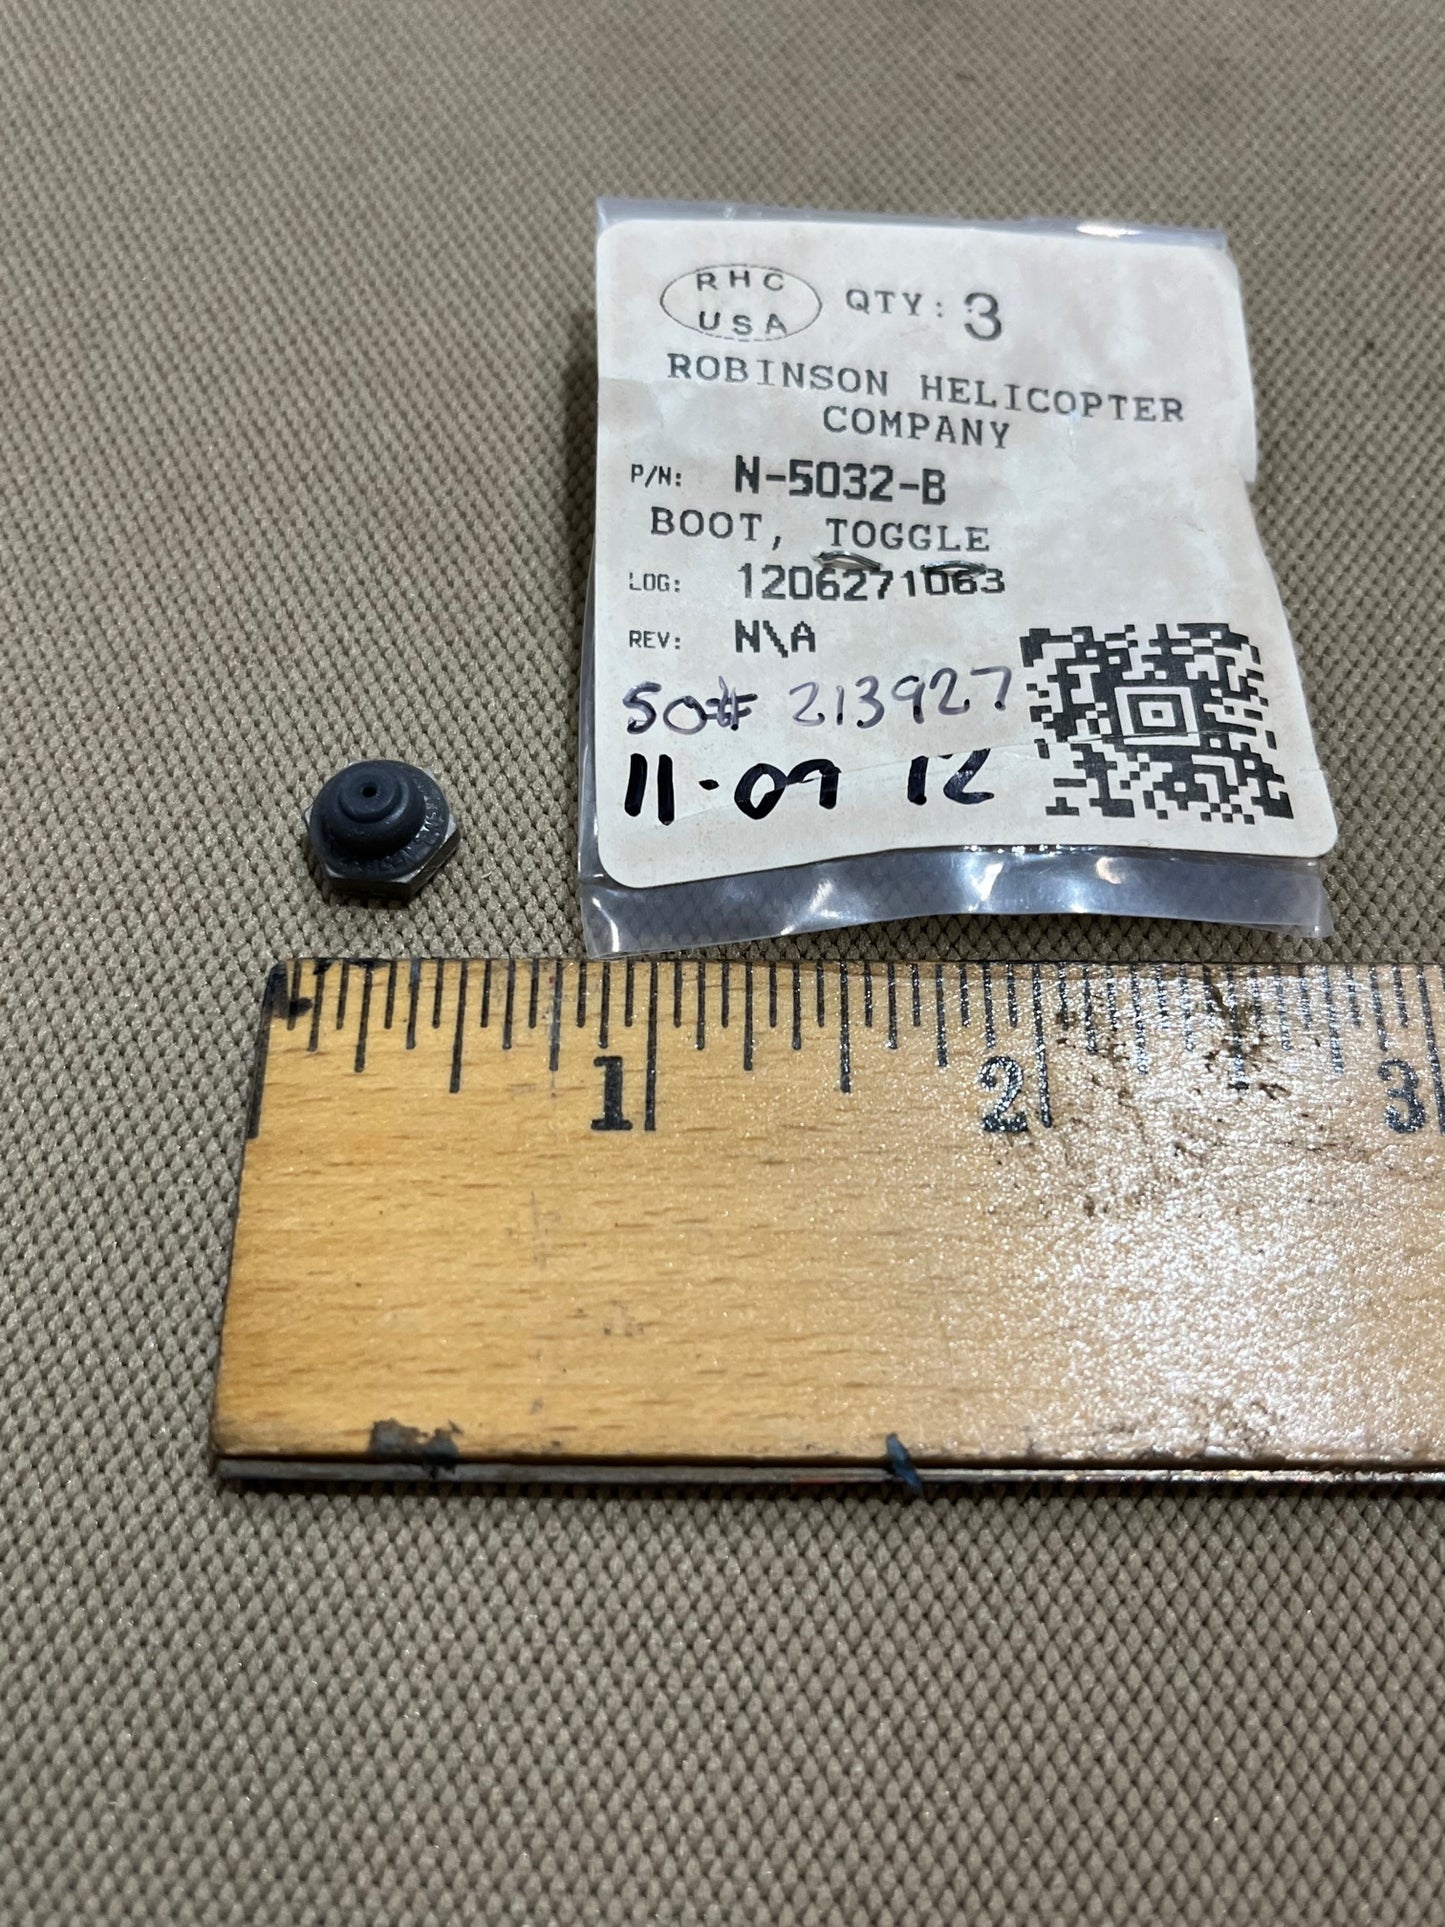 RHC
USA
QTY: 3
ROBINSON HELICOPTER
COMPANY
P/N: N-5032-B
BOOT, TOGGLE
LOG: 1206271063
REV: N\A
SO# 213927
11-09 12
1 2 3